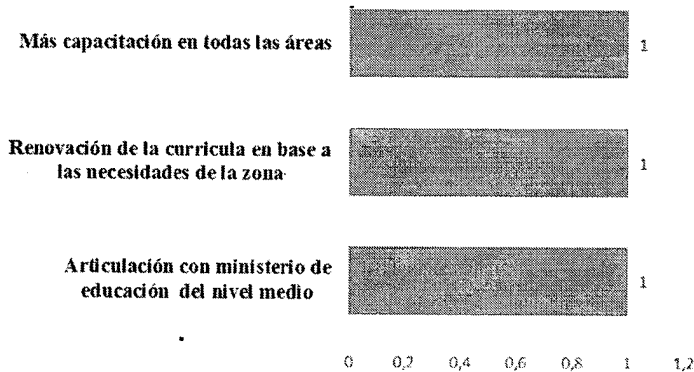 Más capacitación en todas las áreas
1
Renovación de la curricula en base a
las necesidades de la zona
1
Articulación con ministerio de
educación del nivel medio
1
0 0,2 0,4 0,6 0,8 1 1,2